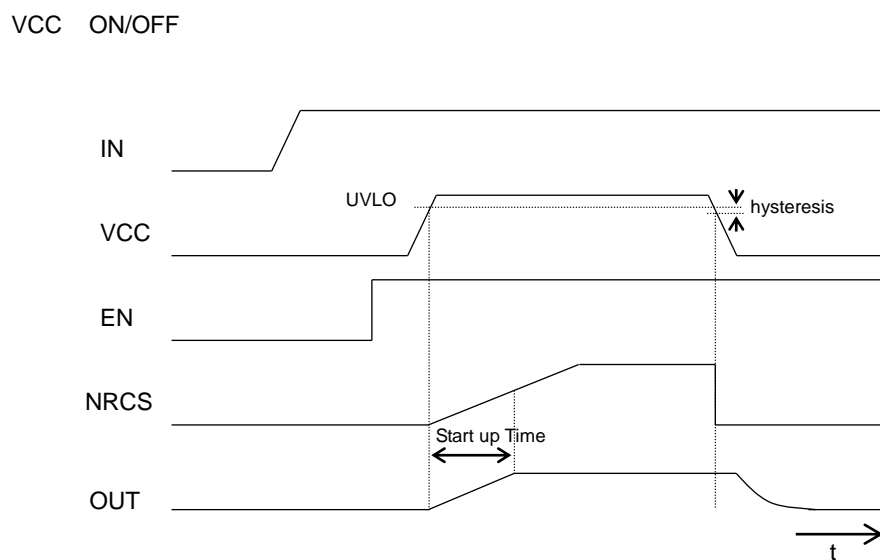 VCC ON/OFF
IN
UVLO
hysteresis
VCC
EN
NRCS
Start up Time
OUT
t